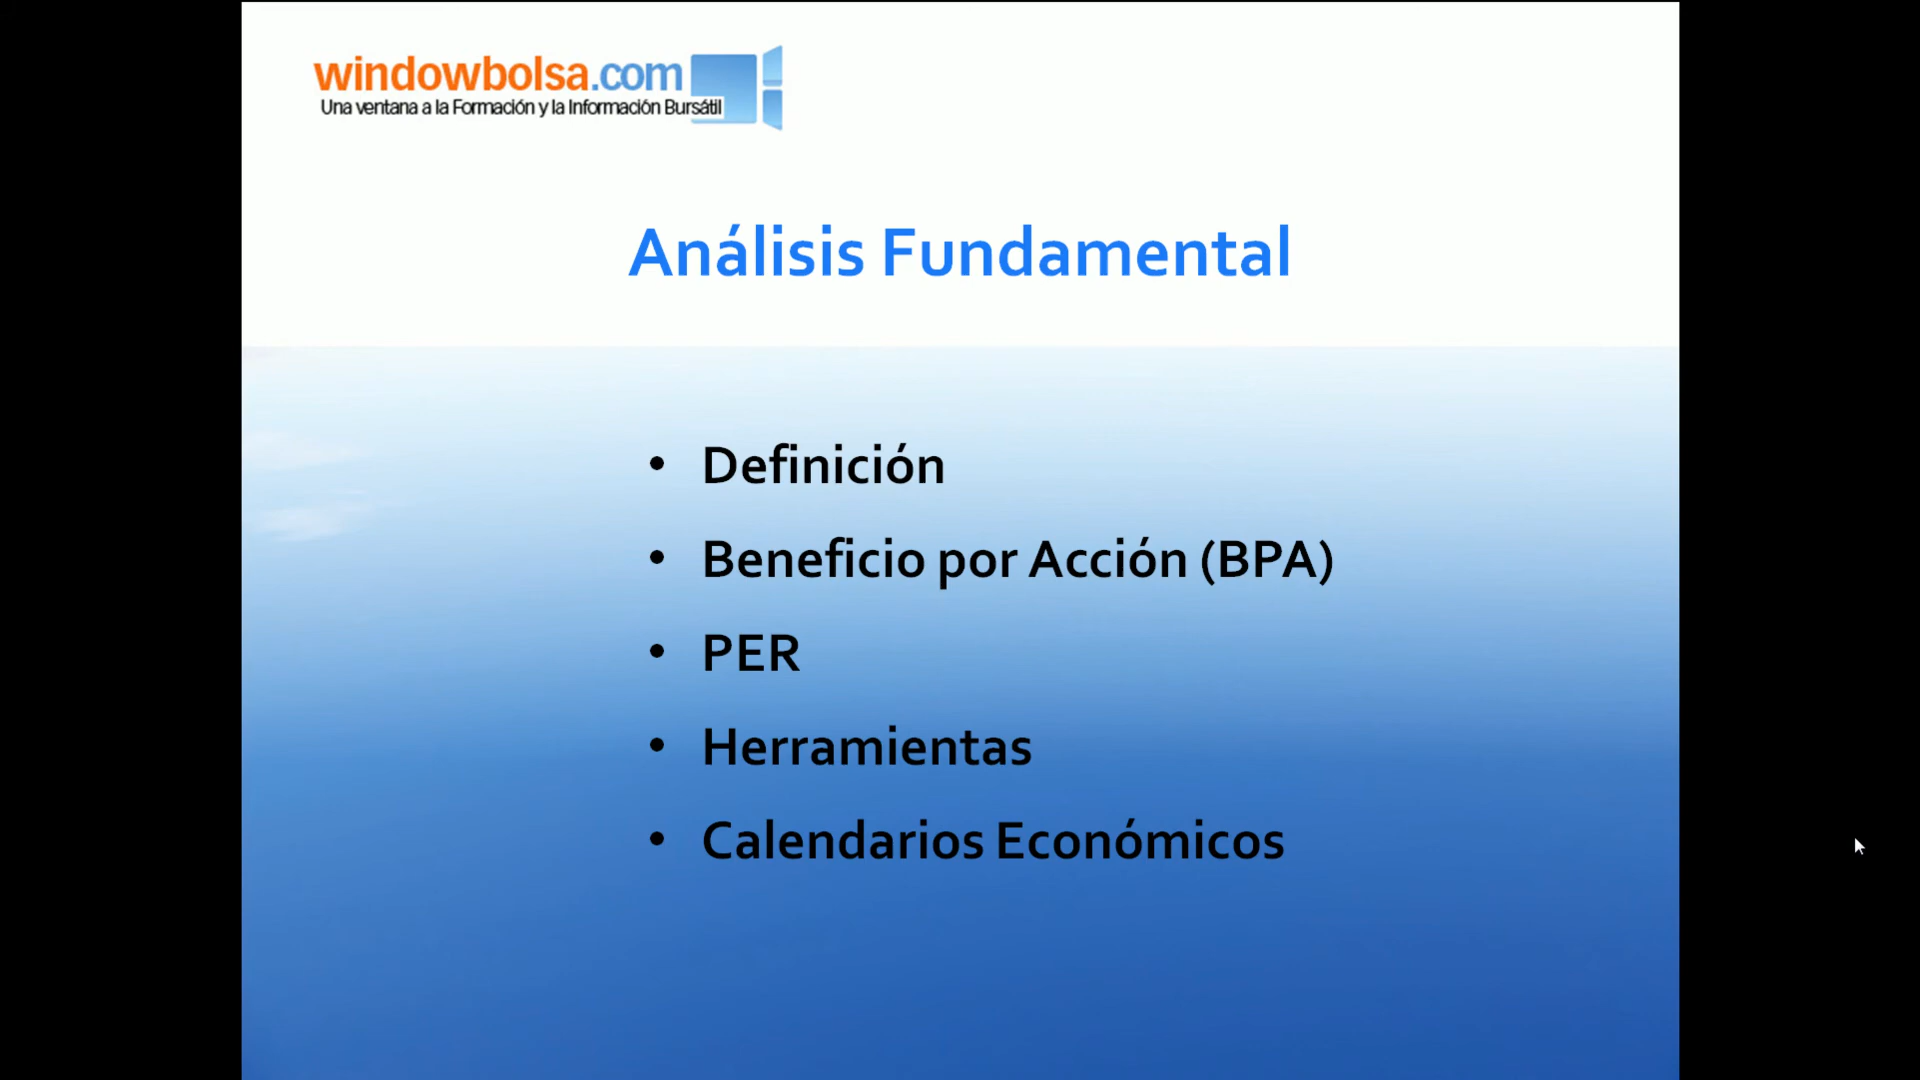 windowbolsa.com
Una ventana a la Formación y la Información Bursátil
Análisis Fundamental
• Definición
• Beneficio por Acción (BPA)
• PER
• Herramientas
• Calendarios Económicos